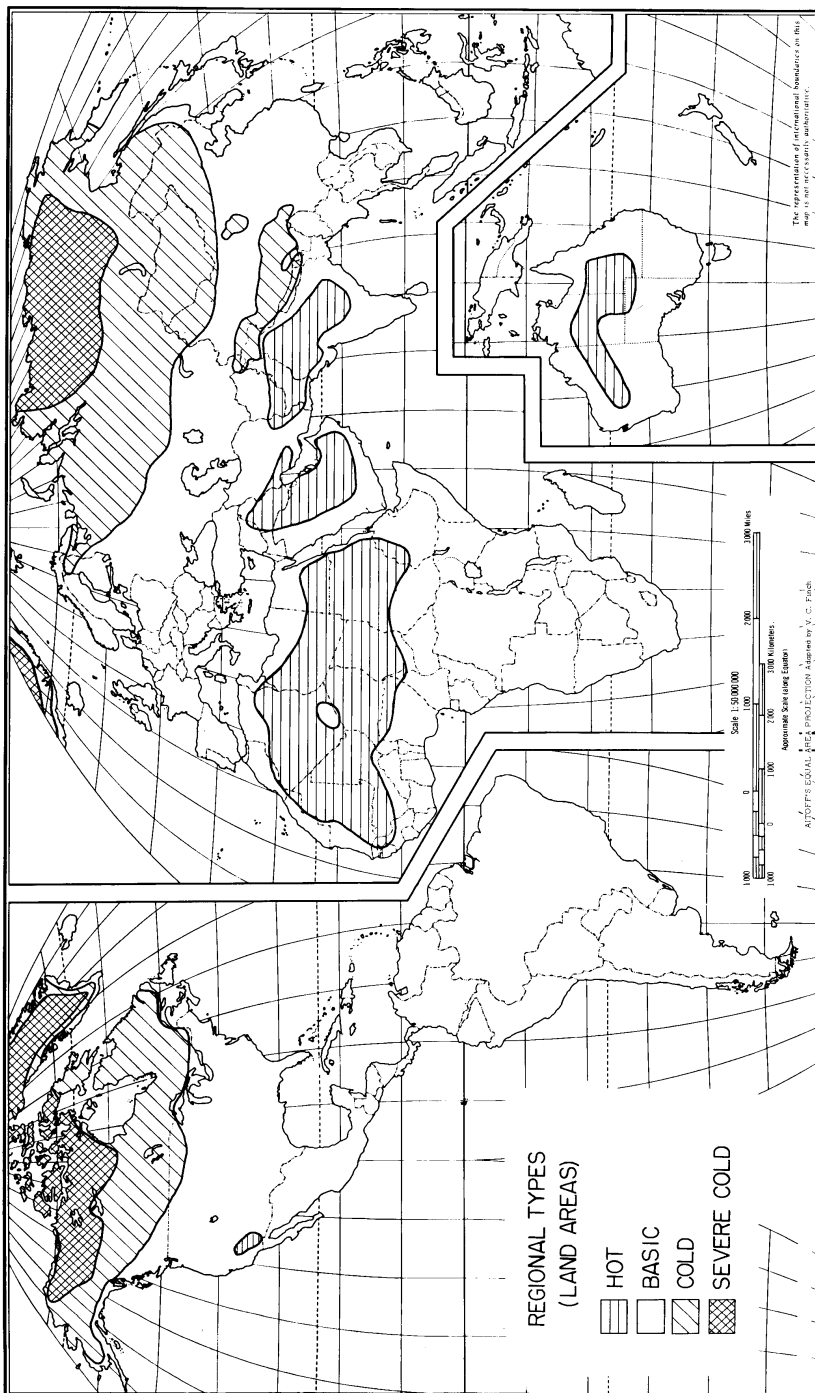 REGIONAL TYPES
(LAND AREAS)
HOT
BASIC
COLD
SEVERE COLD
Scale 1:50 000 000
1000 0 1000 2000 3000 Miles
1000 0 1000 2000 3000 Kilometers
Approximate Scale (along Equator)
AITOFF'S EQUAL AREA PROJECTION Adapted by V. C. Finch
The representation of international boundaries on this
map is not necessarily authoritative.